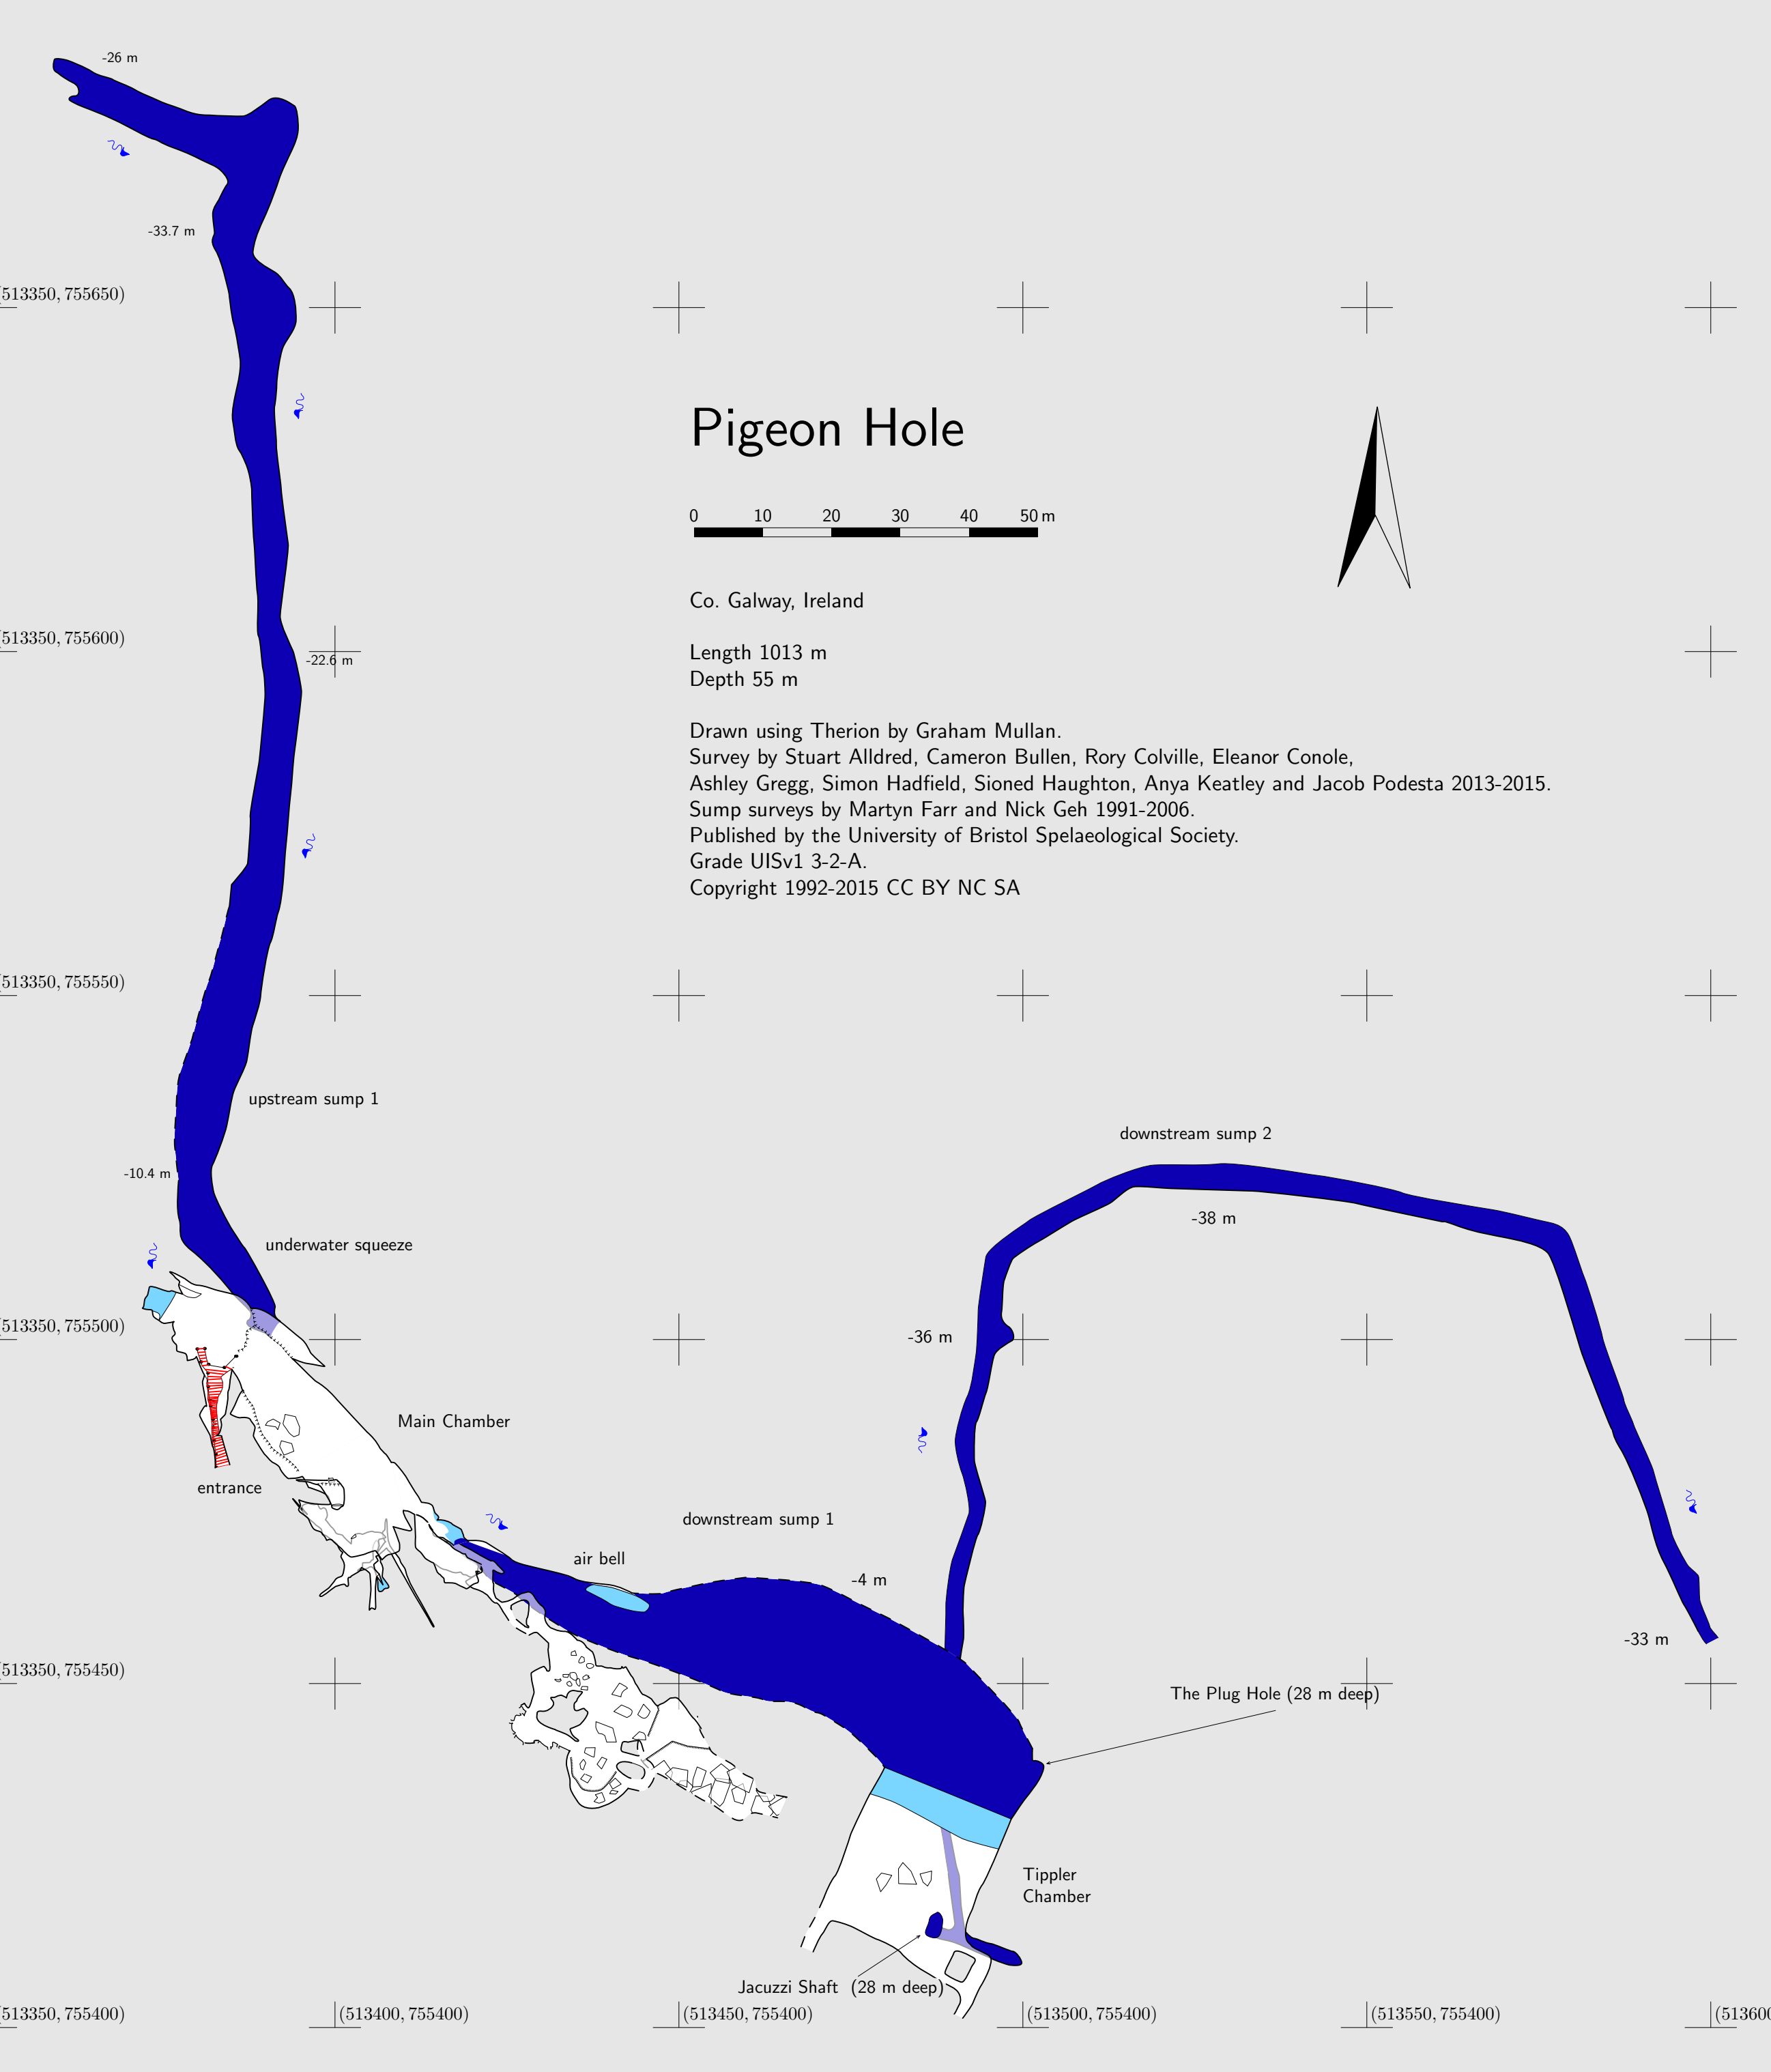 -26 m
-33.7 m
(513350, 755650)
Pigeon Hole
0 10 20 30 40 50 m
Co. Galway, Ireland
(513350, 755600)
-22.6 m
Length 1013 m
Depth 55 m
Drawn using Therion by Graham Mullan.
Survey by Stuart Alldred, Cameron Bullen, Rory Colville, Eleanor Conole,
Ashley Gregg, Simon Hadfield, Sioned Haughton, Anya Keatley and Jacob Podesta 2013-2015.
Sump surveys by Martyn Farr and Nick Geh 1991-2006.
Published by the University of Bristol Spelaeological Society.
Grade UISv1 3-2-A.
Copyright 1992-2015 CC BY NC SA
(513350, 755550)
upstream sump 1
downstream sump 2
-10.4 m
-38 m
underwater squeeze
(513350, 755500)
-36 m
Main Chamber
entrance
downstream sump 1
air bell
-4 m
-33 m
(513350, 755450)
The Plug Hole (28 m deep)
Tippler
Chamber
Jacuzzi Shaft (28 m deep)
(513350, 755400) (513400, 755400) (513450, 755400) (513500, 755400) (513550, 755400) (513600